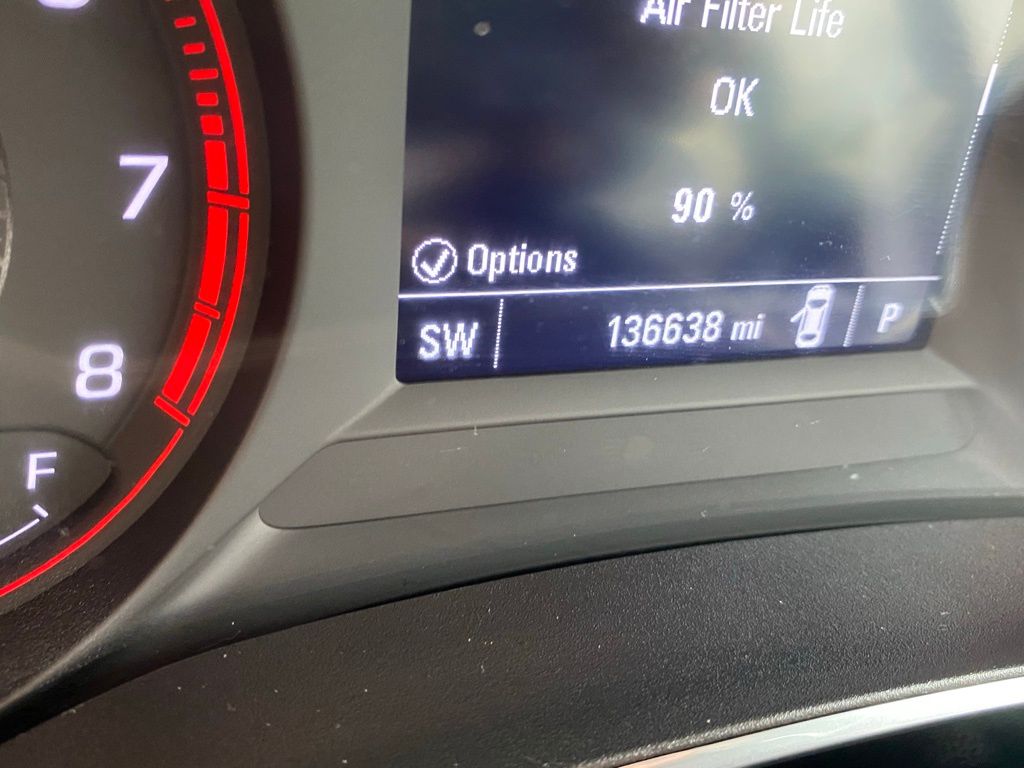 Air Filter Life
OK
7
90 %
Options
SW 136638 mi P
8
F